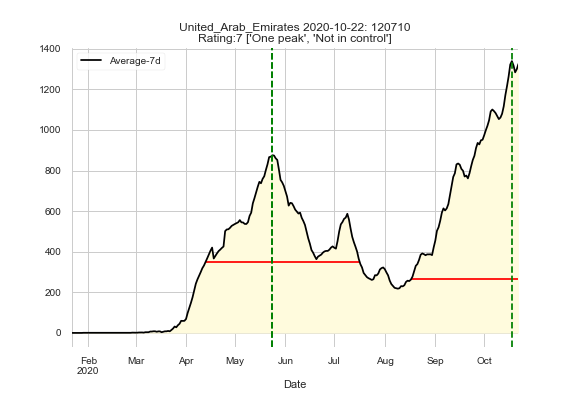 United_Arab_Emirates 2020-10-22: 120710
Rating:7 ['One peak', 'Not in control']
Average-7d
1400
1200
1000
800
600
400
200
0
Feb
2020
Mar
Apr
May
Jun
Jul
Aug
Sep
Oct
Date